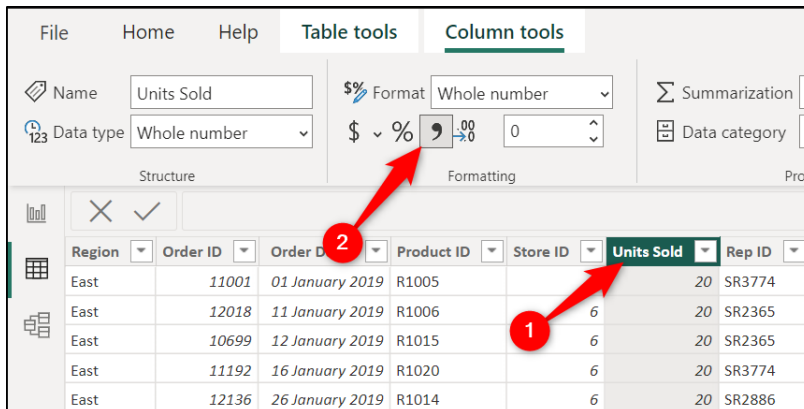 File Home Help Table tools Column tools
Name Units Sold $% Format Whole number Summarization
123 Data type Whole number $ % , .00 →.0 0 Data category
Structure Formatting Pro
2
Region Order ID Order D Product ID Store ID Units Sold Rep ID
East 11001 01 January 2019 R1005 20 SR3774
1
East 12018 11 January 2019 R1006 6 20 SR2365
East 10699 12 January 2019 R1015 6 20 SR2365
East 11192 16 January 2019 R1020 6 20 SR3774
East 12136 26 January 2019 R1014 6 20 SR2886